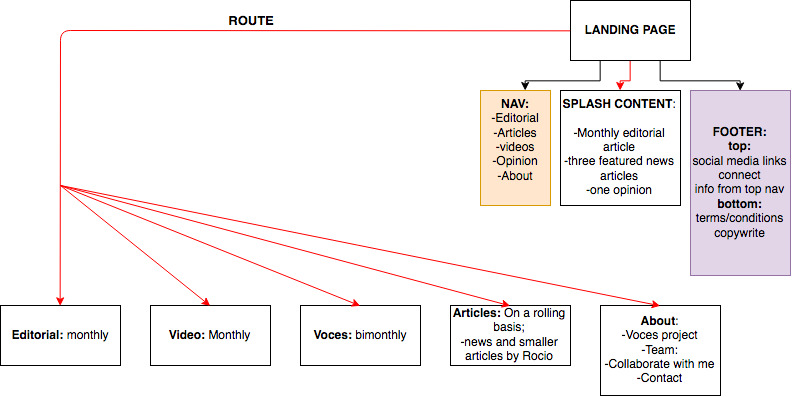 ROUTE
LANDING PAGE
NAV:
-Editorial
-Articles
-videos
-Opinion
-About
SPLASH CONTENT:
-Monthly editorial
article
-three featured news
articles
-one opinion
FOOTER:
top:
social media links
connect
info from top nav
bottom:
terms/conditions
copywrite
Editorial: monthly
Video: Monthly
Voces: bimonthly
Articles: On a rolling
basis;
-news and smaller
articles by Rocio
About:
-Voces project
-Team:
-Collaborate with me
-Contact